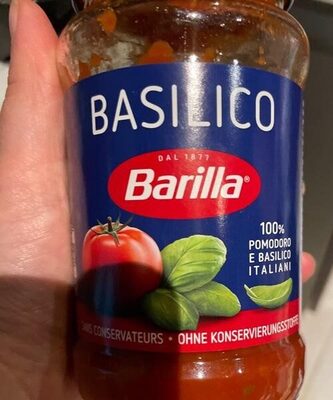 BASILICO
DAL 1877
Barilla
100%
POMODORO
E BASILICO
ITALIANI
SANS CONSERVATEURS • OHNE KONSERVIERUNGSSTOFFE